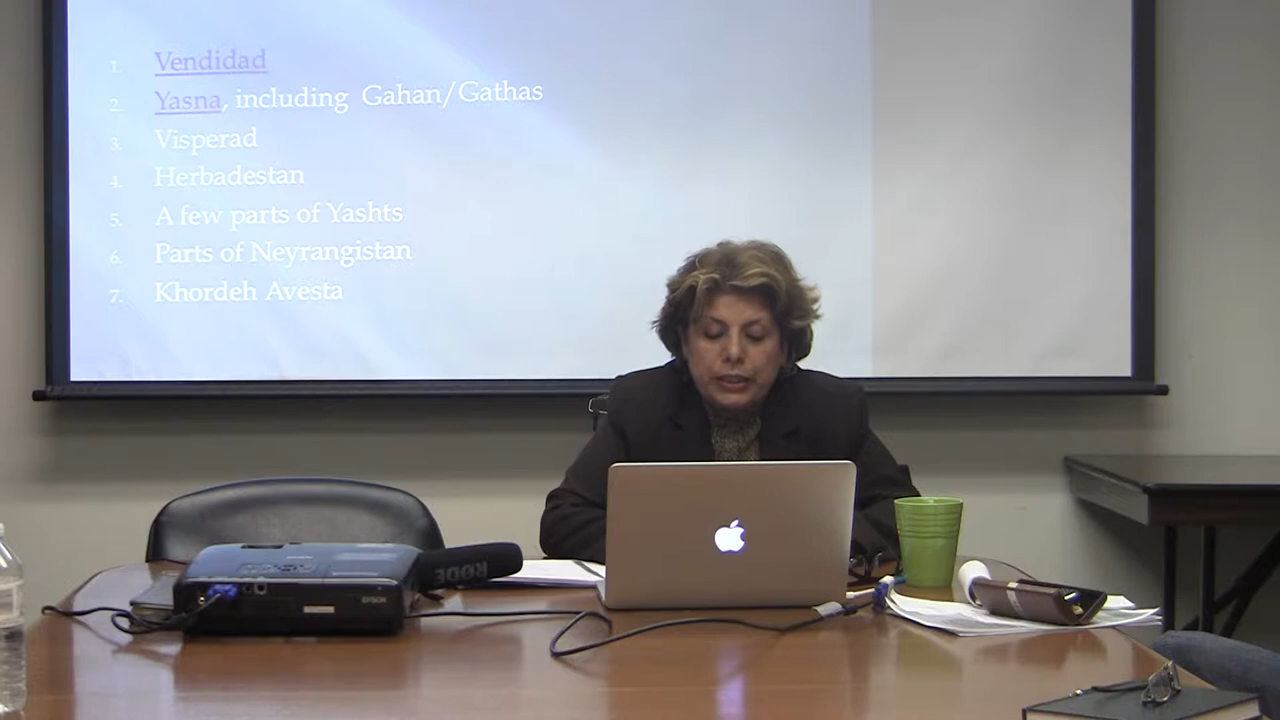 1. Vendidad
2. Yasna, including Gahan/Gathas
3. Visperad
4. Herbadestan
5. A few parts of Yashts
6. Parts of Neyrangistan
7. Khordeh Avesta
RØDE
EPSON